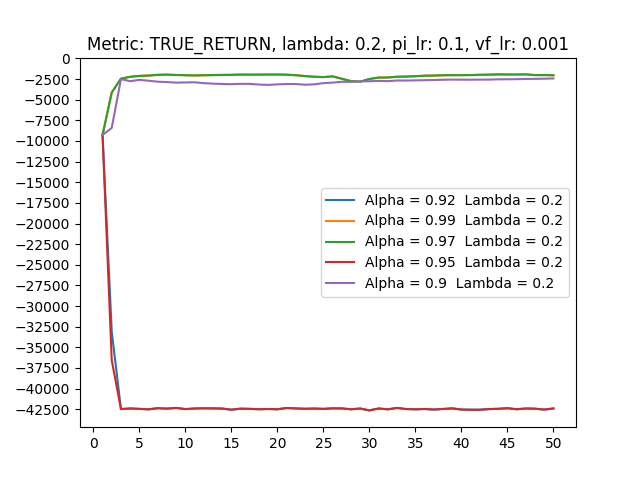 Metric: TRUE_RETURN, lambda: 0.2, pi_lr: 0.1, vf_lr: 0.001
0
−2500
−5000
−7500
−10000
−12500
−15000
−17500
−20000
−22500
−25000
−27500
−30000
−32500
−35000
−37500
−40000
−42500
Alpha = 0.92  Lambda = 0.2
Alpha = 0.99  Lambda = 0.2
Alpha = 0.97  Lambda = 0.2
Alpha = 0.95  Lambda = 0.2
Alpha = 0.9  Lambda = 0.2
0 5 10 15 20 25 30 35 40 45 50